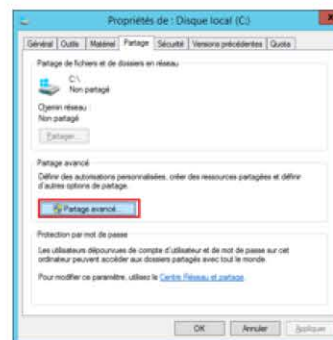 Propriétés de : Disque local (C:)
Général Outils Matériel Partage Sécurité Versions précédentes Quota
Partage de fichiers et de dossiers en réseau
C:\
Non partagé
Chemin réseau :
Non partagé
Partager...
Partage avancé
Définir des autorisations personnalisées, créer des ressources partagées et définir
d'autres options de partage.
Partage avancé...
Protection par mot de passe
Les utilisateurs dépourvus de compte d'utilisateur et de mot de passe sur cet
ordinateur peuvent accéder aux dossiers partagés avec tout le monde.
Pour modifier ce paramètre, utilisez le Centre Réseau et partage.
OK Annuler Appliquer